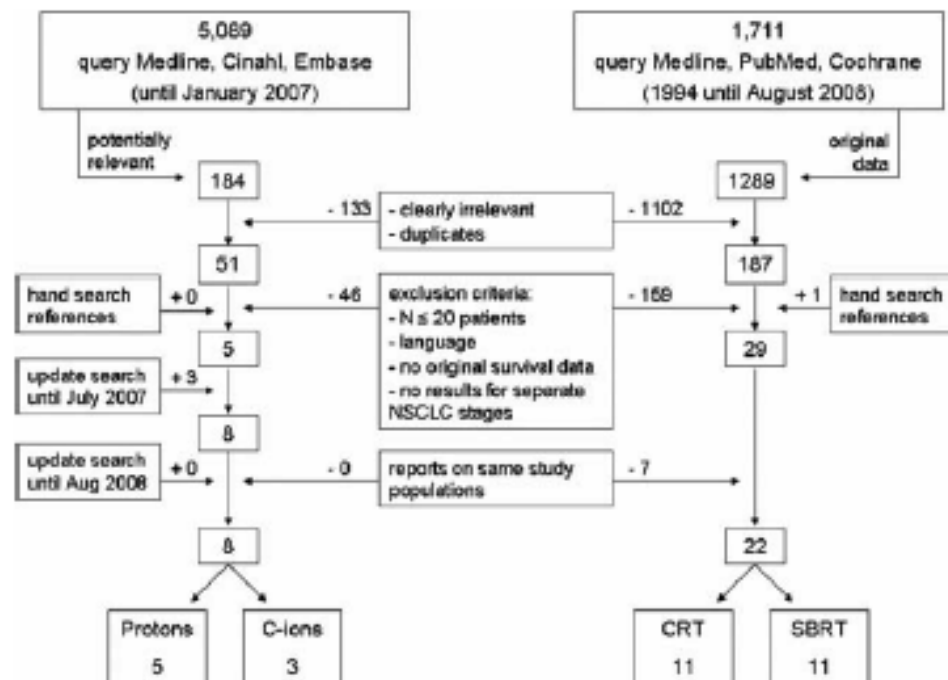 5,089
query Medline, Cinahl, Embase
(until January 2007)
1,711
query Medline, PubMed, Cochrane
(1994 until August 2008)
potentially
relevant
original
data
184
1289
- 133
- clearly irrelevant
- duplicates
- 1102
51
187
hand search
references
+ 0
- 46
exclusion criteria:
- N ≤ 20 patients
- language
- no original survival data
- no results for separate
NSCLC stages
- 159
+ 1
hand search
references
5
29
update search
until July 2007
+ 3
8
update search
until Aug 2008
+ 0
- 0
reports on same study
populations
- 7
8
22
Protons
5
C-ions
3
CRT
11
SBRT
11